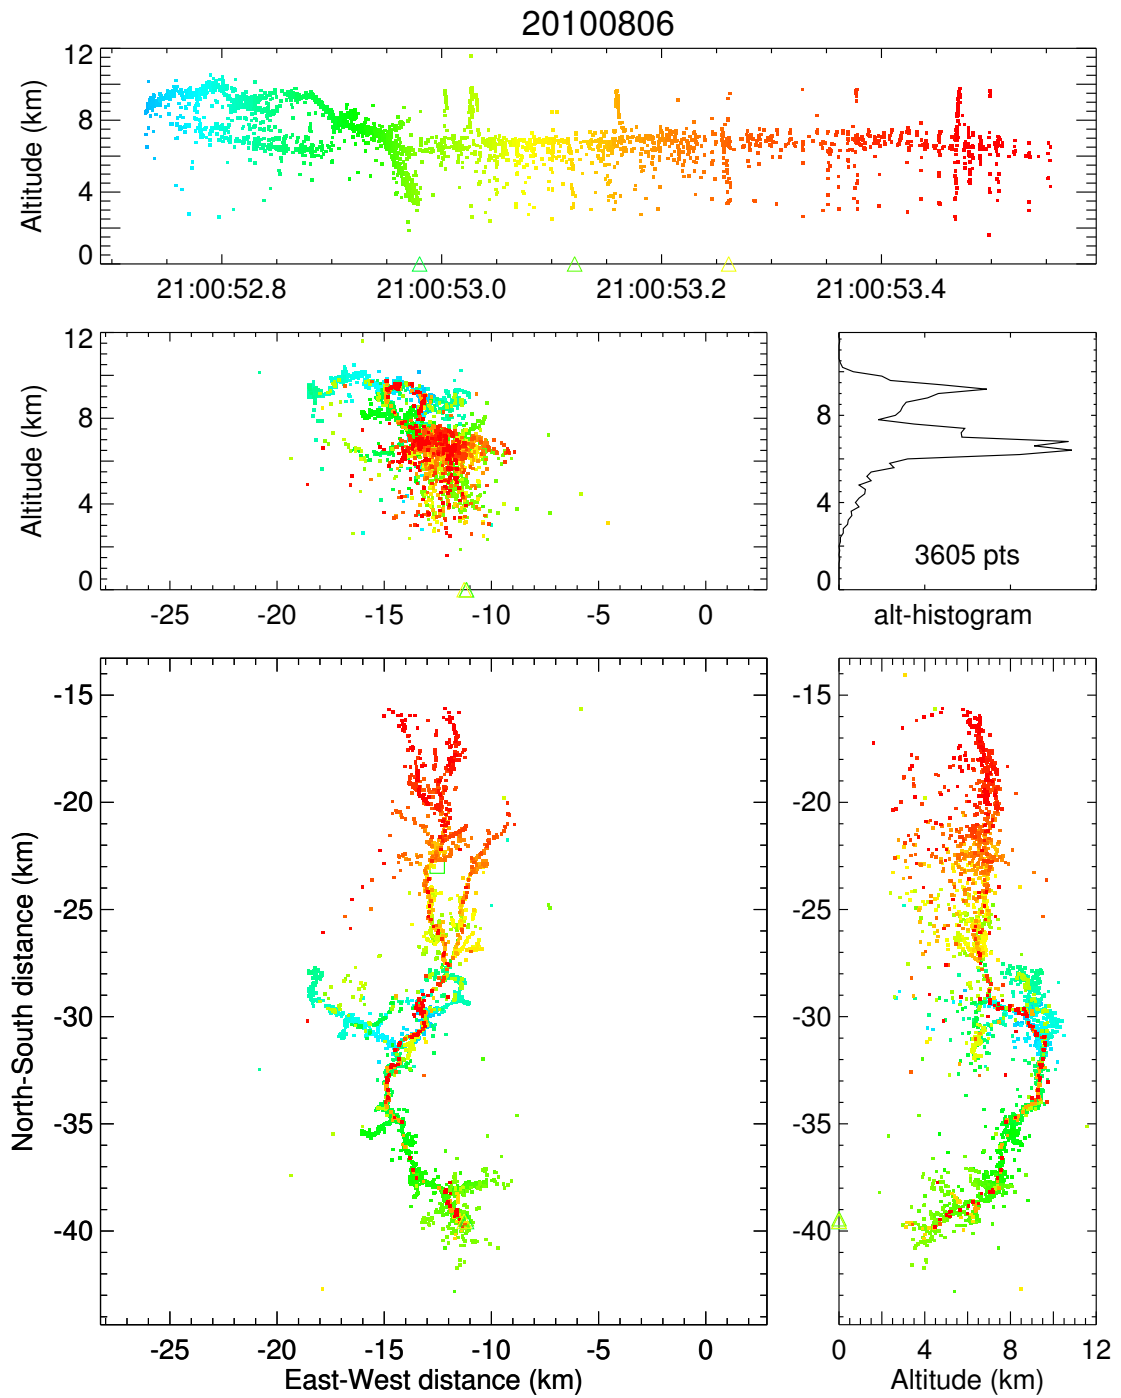 20100806
12
8
4
0
Altitude (km)
21:00:52.8 21:00:53.0 21:00:53.2 21:00:53.4
12
8
4
0
Altitude (km)
-25 -20 -15 -10 -5 0
8
4
0
3605 pts
alt-histogram
-15
-20
-25
-30
-35
-40
North-South distance (km)
-25 -20 -15 -10 -5 0
East-West distance (km)
-15
-20
-25
-30
-35
-40
0 4 8 12
Altitude (km)